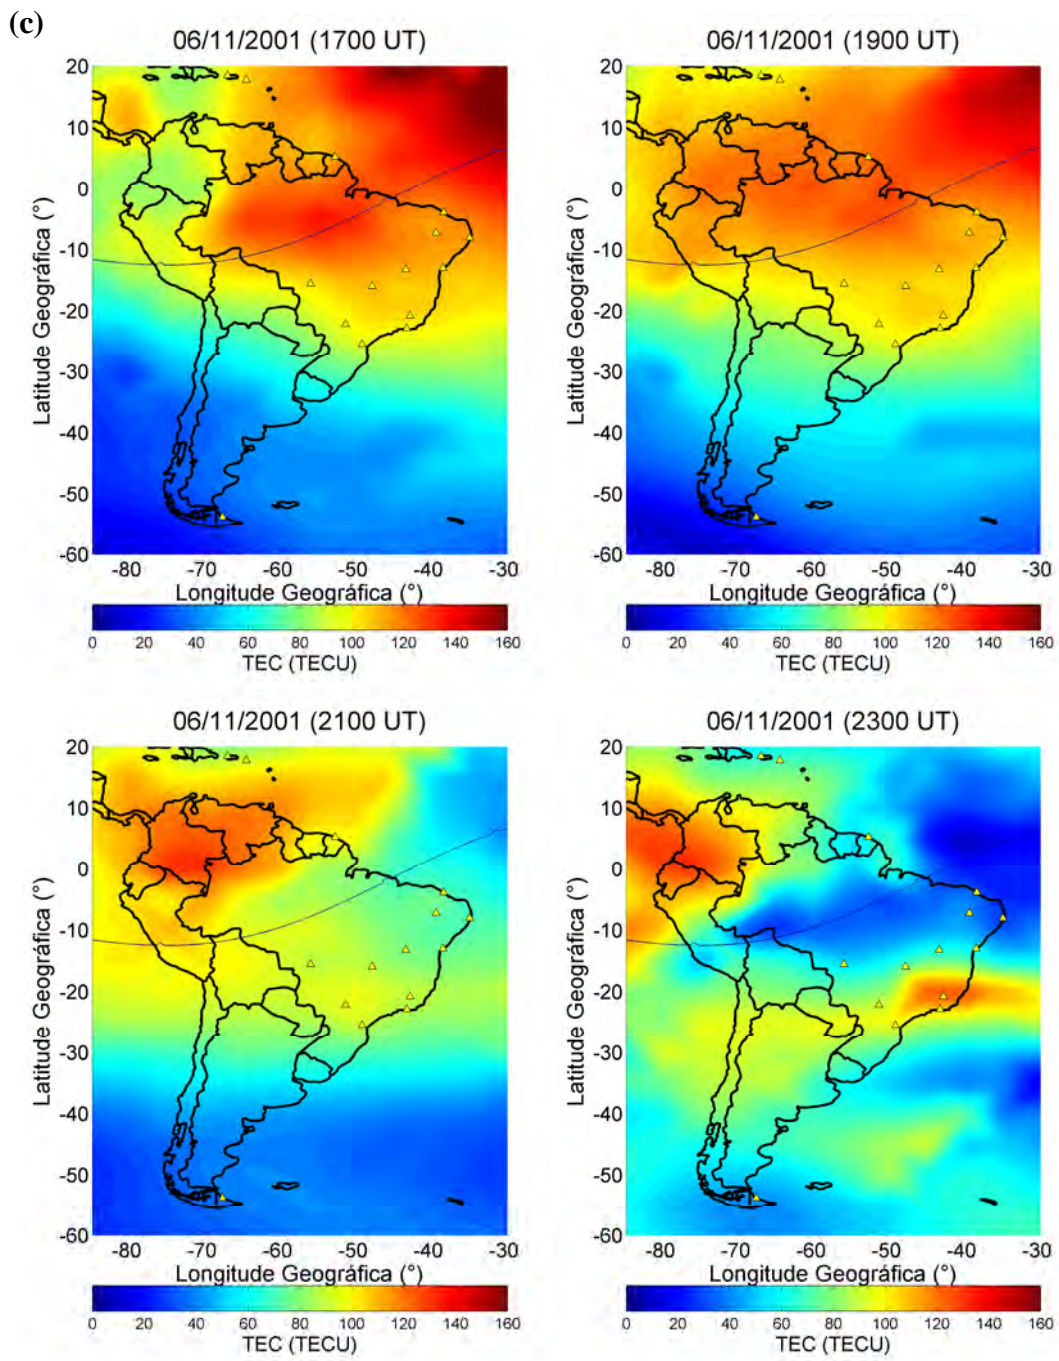 (c)
06/11/2001 (1700 UT)
20
10
0
-10
-20
-30
-40
-50
-60
Latitude Geográfica (°)
-80 -70 -60 -50 -40 -30
Longitude Geográfica (°)
0 20 40 60 80 100 120 140 160
TEC (TECU)
06/11/2001 (1900 UT)
20
10
0
-10
-20
-30
-40
-50
-60
Latitude Geográfica (°)
-80 -70 -60 -50 -40 -30
Longitude Geográfica (°)
0 20 40 60 80 100 120 140 160
TEC (TECU)
06/11/2001 (2100 UT)
20
10
0
-10
-20
-30
-40
-50
-60
Latitude Geográfica (°)
-80 -70 -60 -50 -40 -30
Longitude Geográfica (°)
0 20 40 60 80 100 120 140 160
TEC (TECU)
06/11/2001 (2300 UT)
20
10
0
-10
-20
-30
-40
-50
-60
Latitude Geográfica (°)
-80 -70 -60 -50 -40 -30
Longitude Geográfica (°)
0 20 40 60 80 100 120 140 160
TEC (TECU)